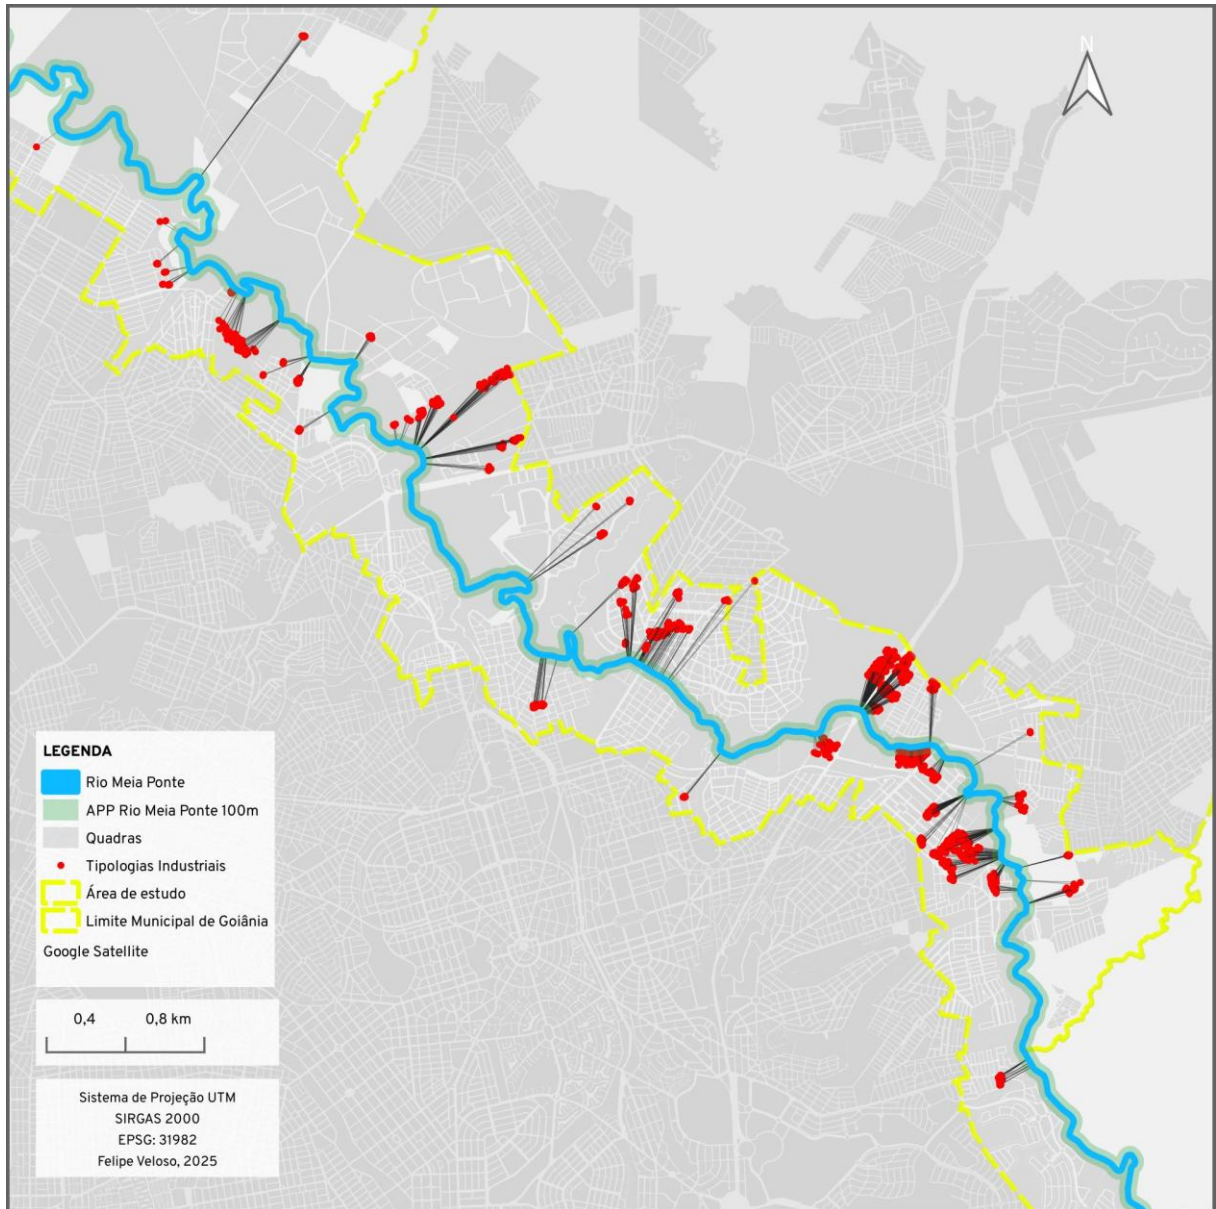 N
LEGENDA
Rio Meia Ponte
APP Rio Meia Ponte 100m
Quadras
Tipologias Industriais
Área de estudo
Limite Municipal de Goiânia
Google Satellite
0,4 0,8 km
Sistema de Projeção UTM
SIRGAS 2000
EPSG: 31982
Felipe Veloso, 2025